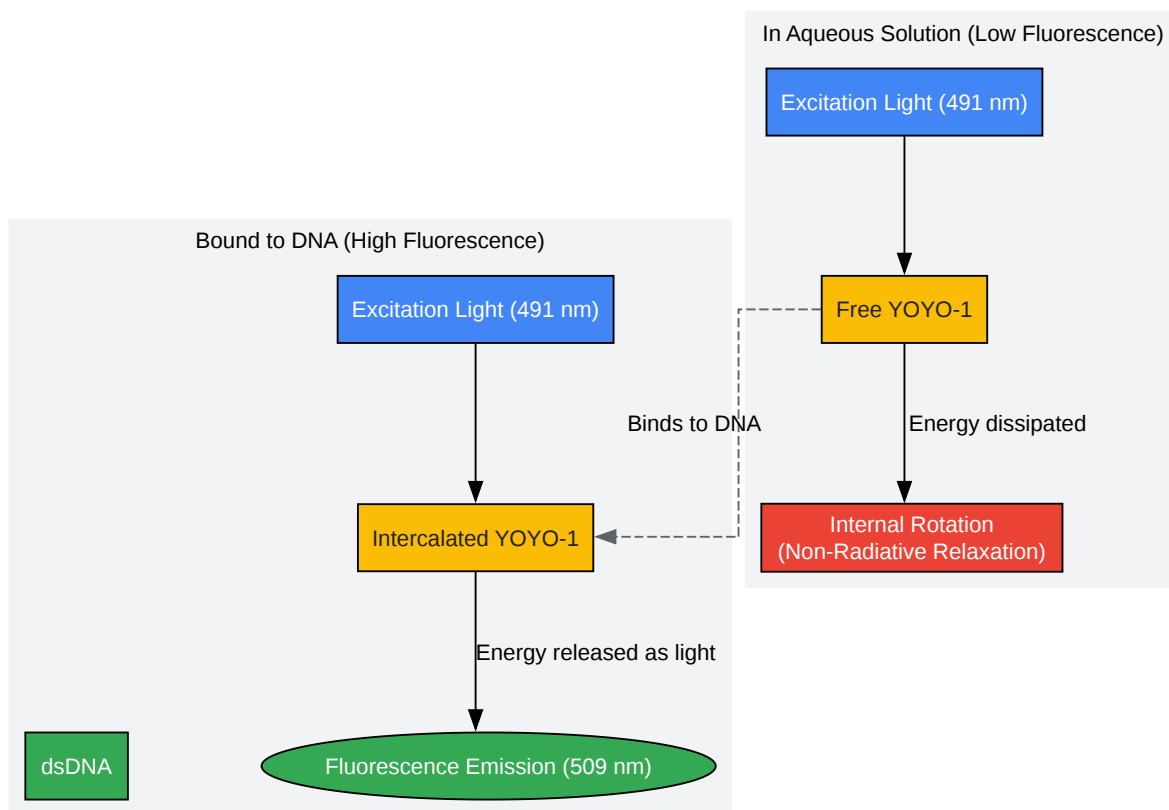 In Aqueous Solution (Low Fluorescence)
Excitation Light (491 nm)
Free YOYO-1
Energy dissipated
Internal Rotation
(Non-Radiative Relaxation)
Binds to DNA
Bound to DNA (High Fluorescence)
Excitation Light (491 nm)
Intercalated YOYO-1
Energy released as light
dsDNA
Fluorescence Emission (509 nm)